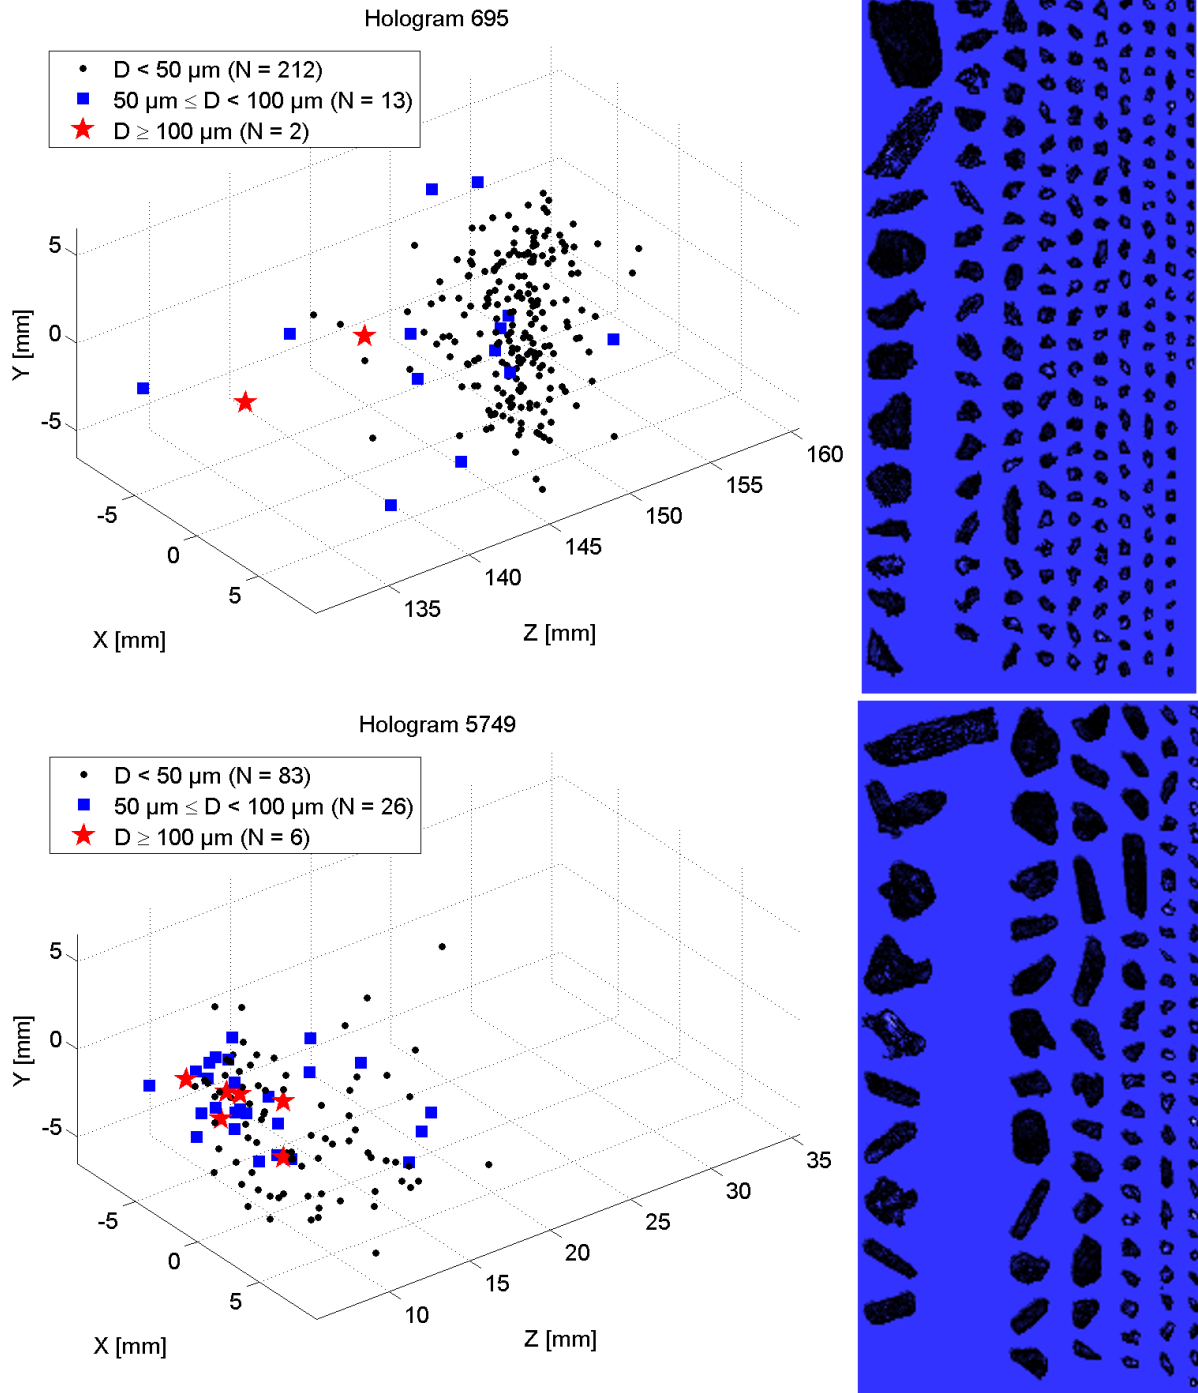 Hologram 695
D < 50 µm (N = 212)
50 µm ≤ D < 100 µm (N = 13)
D ≥ 100 µm (N = 2)
5
0
-5
Y [mm]
-5
0
5
X [mm]
135
140
145
150
155
160
Z [mm]
Hologram 5749
D < 50 µm (N = 83)
50 µm ≤ D < 100 µm (N = 26)
D ≥ 100 µm (N = 6)
5
0
-5
Y [mm]
-5
0
5
X [mm]
10
15
20
25
30
35
Z [mm]